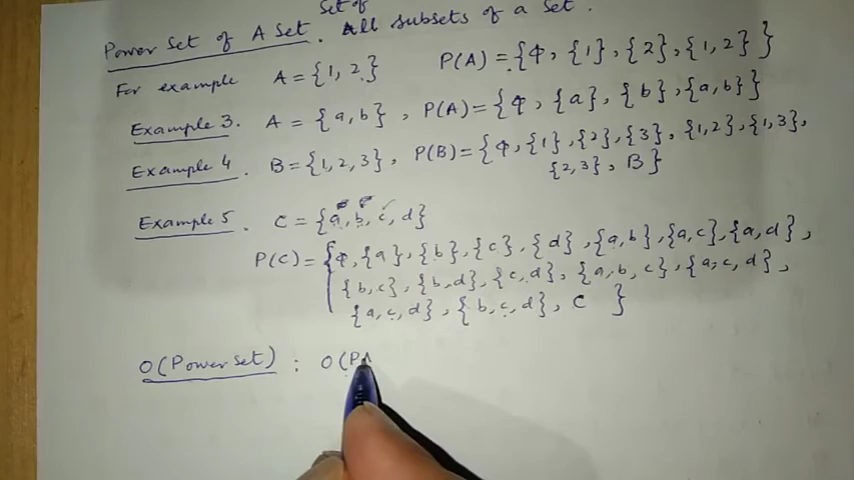 Set of
Power Set of A Set. All subsets of a set.
For example A = {1, 2} P(A) = {Φ, {1}, {2}, {1, 2}}
Example 3. A = {a, b}, P(A) = {Φ, {a}, {b}, {a, b}}
Example 4. B = {1, 2, 3}, P(B) = {Φ, {1}, {2}, {3}, {1, 2}, {1, 3},
{2, 3}, B}
Example 5. C = {a, b, c, d}
P(C) = {Φ, {a}, {b}, {c}, {d}, {a, b}, {a, c}, {a, d},
{b, c}, {b, d}, {c, d}, {a, b, c}, {a, c, d},
{a, c, d}, {b, c, d}, C }
O(Power set) : O(PA